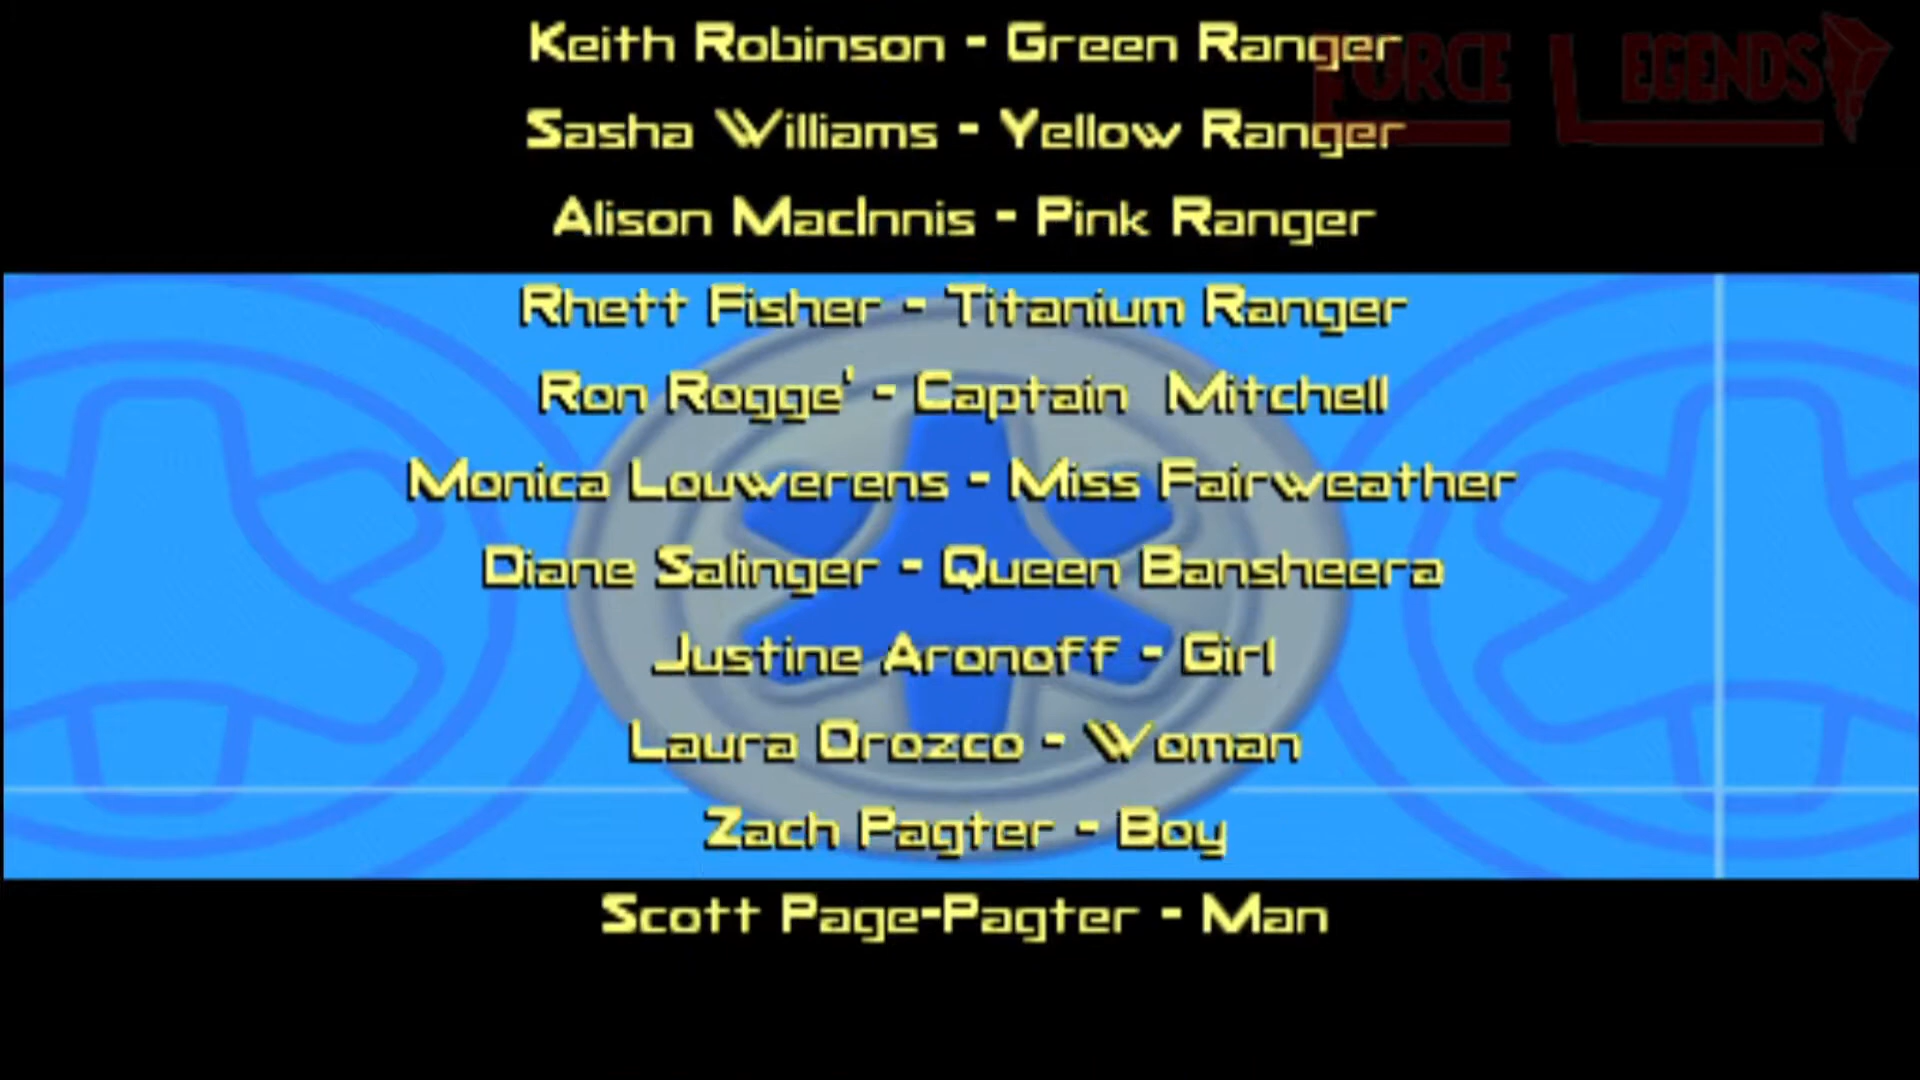 Keith Robinson - Green Ranger
FORCE LEGENDS
Sasha Williams - Yellow Ranger
Alison MacInnis - Pink Ranger
Rhett Fisher - Titanium Ranger
Ron Rogge' - Captain  Mitchell
Monica Louwerens - Miss Fairweather
Diane Salinger - Queen Bansheera
Justine Aronoff - Girl
Laura Orozco - Woman
Zach Pagter - Boy
Scott Page-Pagter - Man